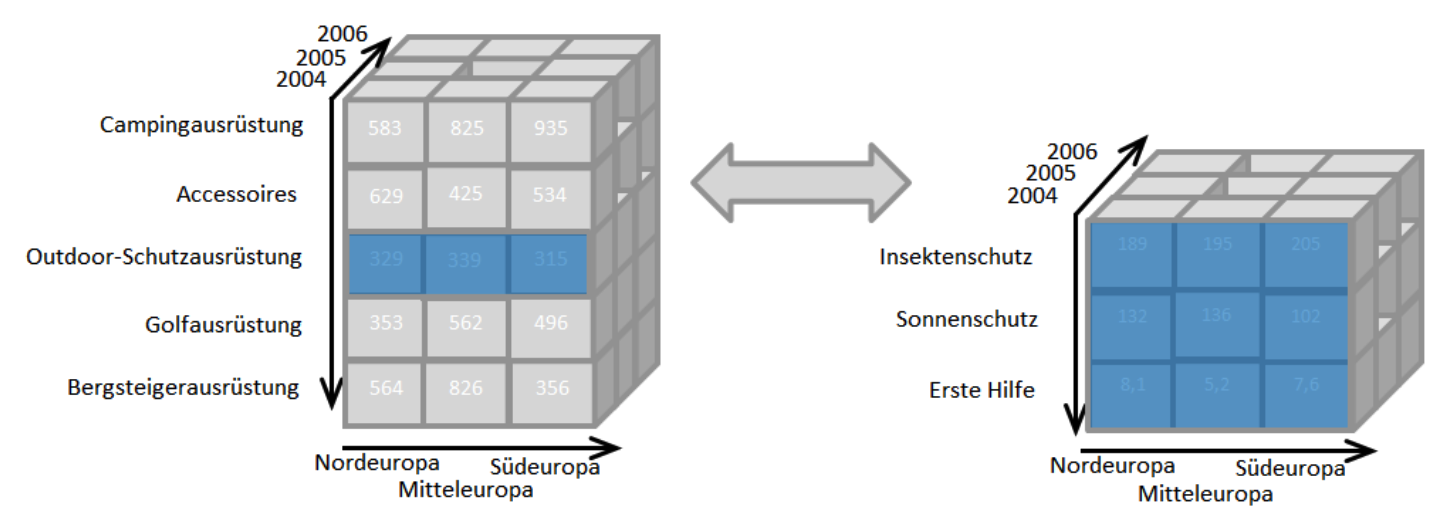 2006
2005
2004
Campingausrüstung 583 825 935
Accessoires 629 425 534
Outdoor-Schutzausrüstung 329 339 315
Golfausrüstung 353 562 496
Bergsteigerausrüstung 564 826 356
Nordeuropa Südeuropa
Mitteleuropa
2006
2005
2004
Insektenschutz 189 195 205
Sonnenschutz 132 136 102
Erste Hilfe 8,1 5,2 7,6
Nordeuropa Südeuropa
Mitteleuropa